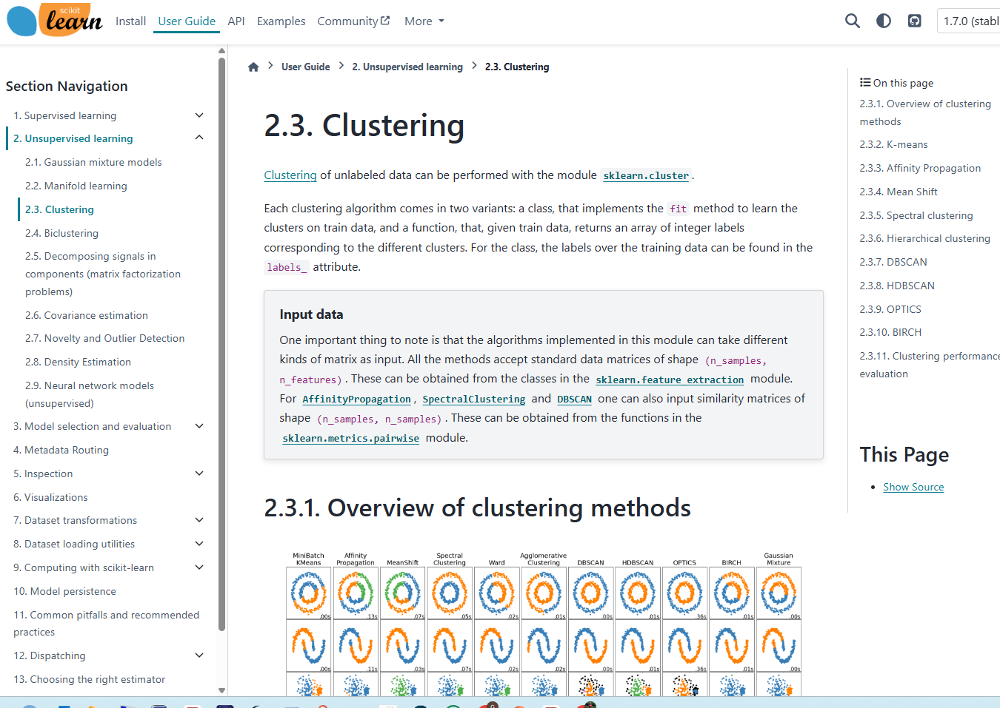 scikit
learn
Install User Guide API Examples Community More
1.7.0 (stabl
Section Navigation
1. Supervised learning
2. Unsupervised learning
2.1. Gaussian mixture models
2.2. Manifold learning
2.3. Clustering
2.4. Biclustering
2.5. Decomposing signals in
components (matrix factorization
problems)
2.6. Covariance estimation
2.7. Novelty and Outlier Detection
2.8. Density Estimation
2.9. Neural network models
(unsupervised)
3. Model selection and evaluation
4. Metadata Routing
5. Inspection
6. Visualizations
7. Dataset transformations
8. Dataset loading utilities
9. Computing with scikit-learn
10. Model persistence
11. Common pitfalls and recommended
practices
12. Dispatching
13. Choosing the right estimator
User Guide 2. Unsupervised learning 2.3. Clustering
2.3. Clustering
Clustering of unlabeled data can be performed with the module sklearn.cluster.
Each clustering algorithm comes in two variants: a class, that implements the fit method to learn the
clusters on train data, and a function, that, given train data, returns an array of integer labels
corresponding to the different clusters. For the class, the labels over the training data can be found in the
labels_ attribute.
Input data
One important thing to note is that the algorithms implemented in this module can take different
kinds of matrix as input. All the methods accept standard data matrices of shape (n_samples,
n_features). These can be obtained from the classes in the sklearn.feature_extraction module.
For AffinityPropagation, SpectralClustering and DBSCAN one can also input similarity matrices of
shape (n_samples, n_samples). These can be obtained from the functions in the
sklearn.metrics.pairwise module.
2.3.1. Overview of clustering methods
MiniBatch
KMeans
Affinity
Propagation
MeanShift
Spectral
Clustering
Ward
Agglomerative
Clustering
DBSCAN
HDBSCAN
OPTICS
BIRCH
Gaussian
Mixture
.00s .13s .07s .05s .02s .01s .00s .01s .36s .01s .00s
.00s .11s .03s .07s .02s .02s .00s .01s .36s .01s .00s
On this page
2.3.1. Overview of clustering
methods
2.3.2. K-means
2.3.3. Affinity Propagation
2.3.4. Mean Shift
2.3.5. Spectral clustering
2.3.6. Hierarchical clustering
2.3.7. DBSCAN
2.3.8. HDBSCAN
2.3.9. OPTICS
2.3.10. BIRCH
2.3.11. Clustering performance
evaluation
This Page
Show Source